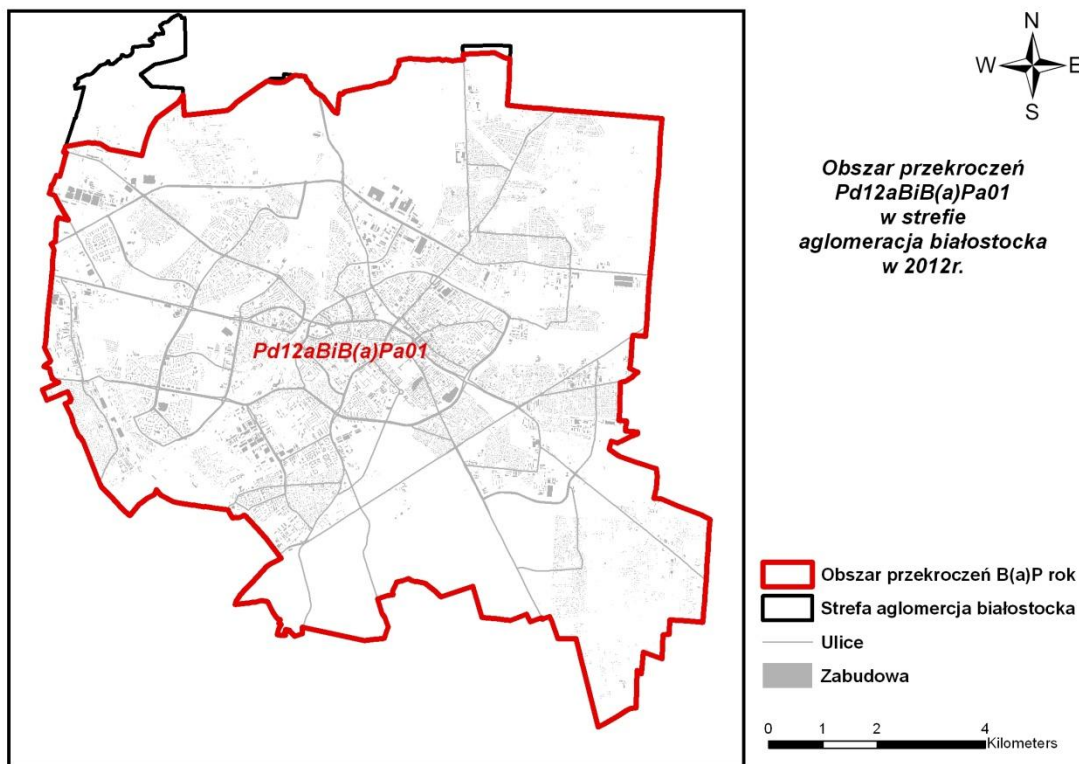 N
W E
S
Obszar przekroczeń
Pd12aBiB(a)Pa01
w strefie
aglomeracja białostocka
w 2012r.
Pd12aBiB(a)Pa01
Obszar przekroczeń B(a)P rok
Strefa aglomercja białostocka
Ulice
Zabudowa
0 1 2 4
Kilometers